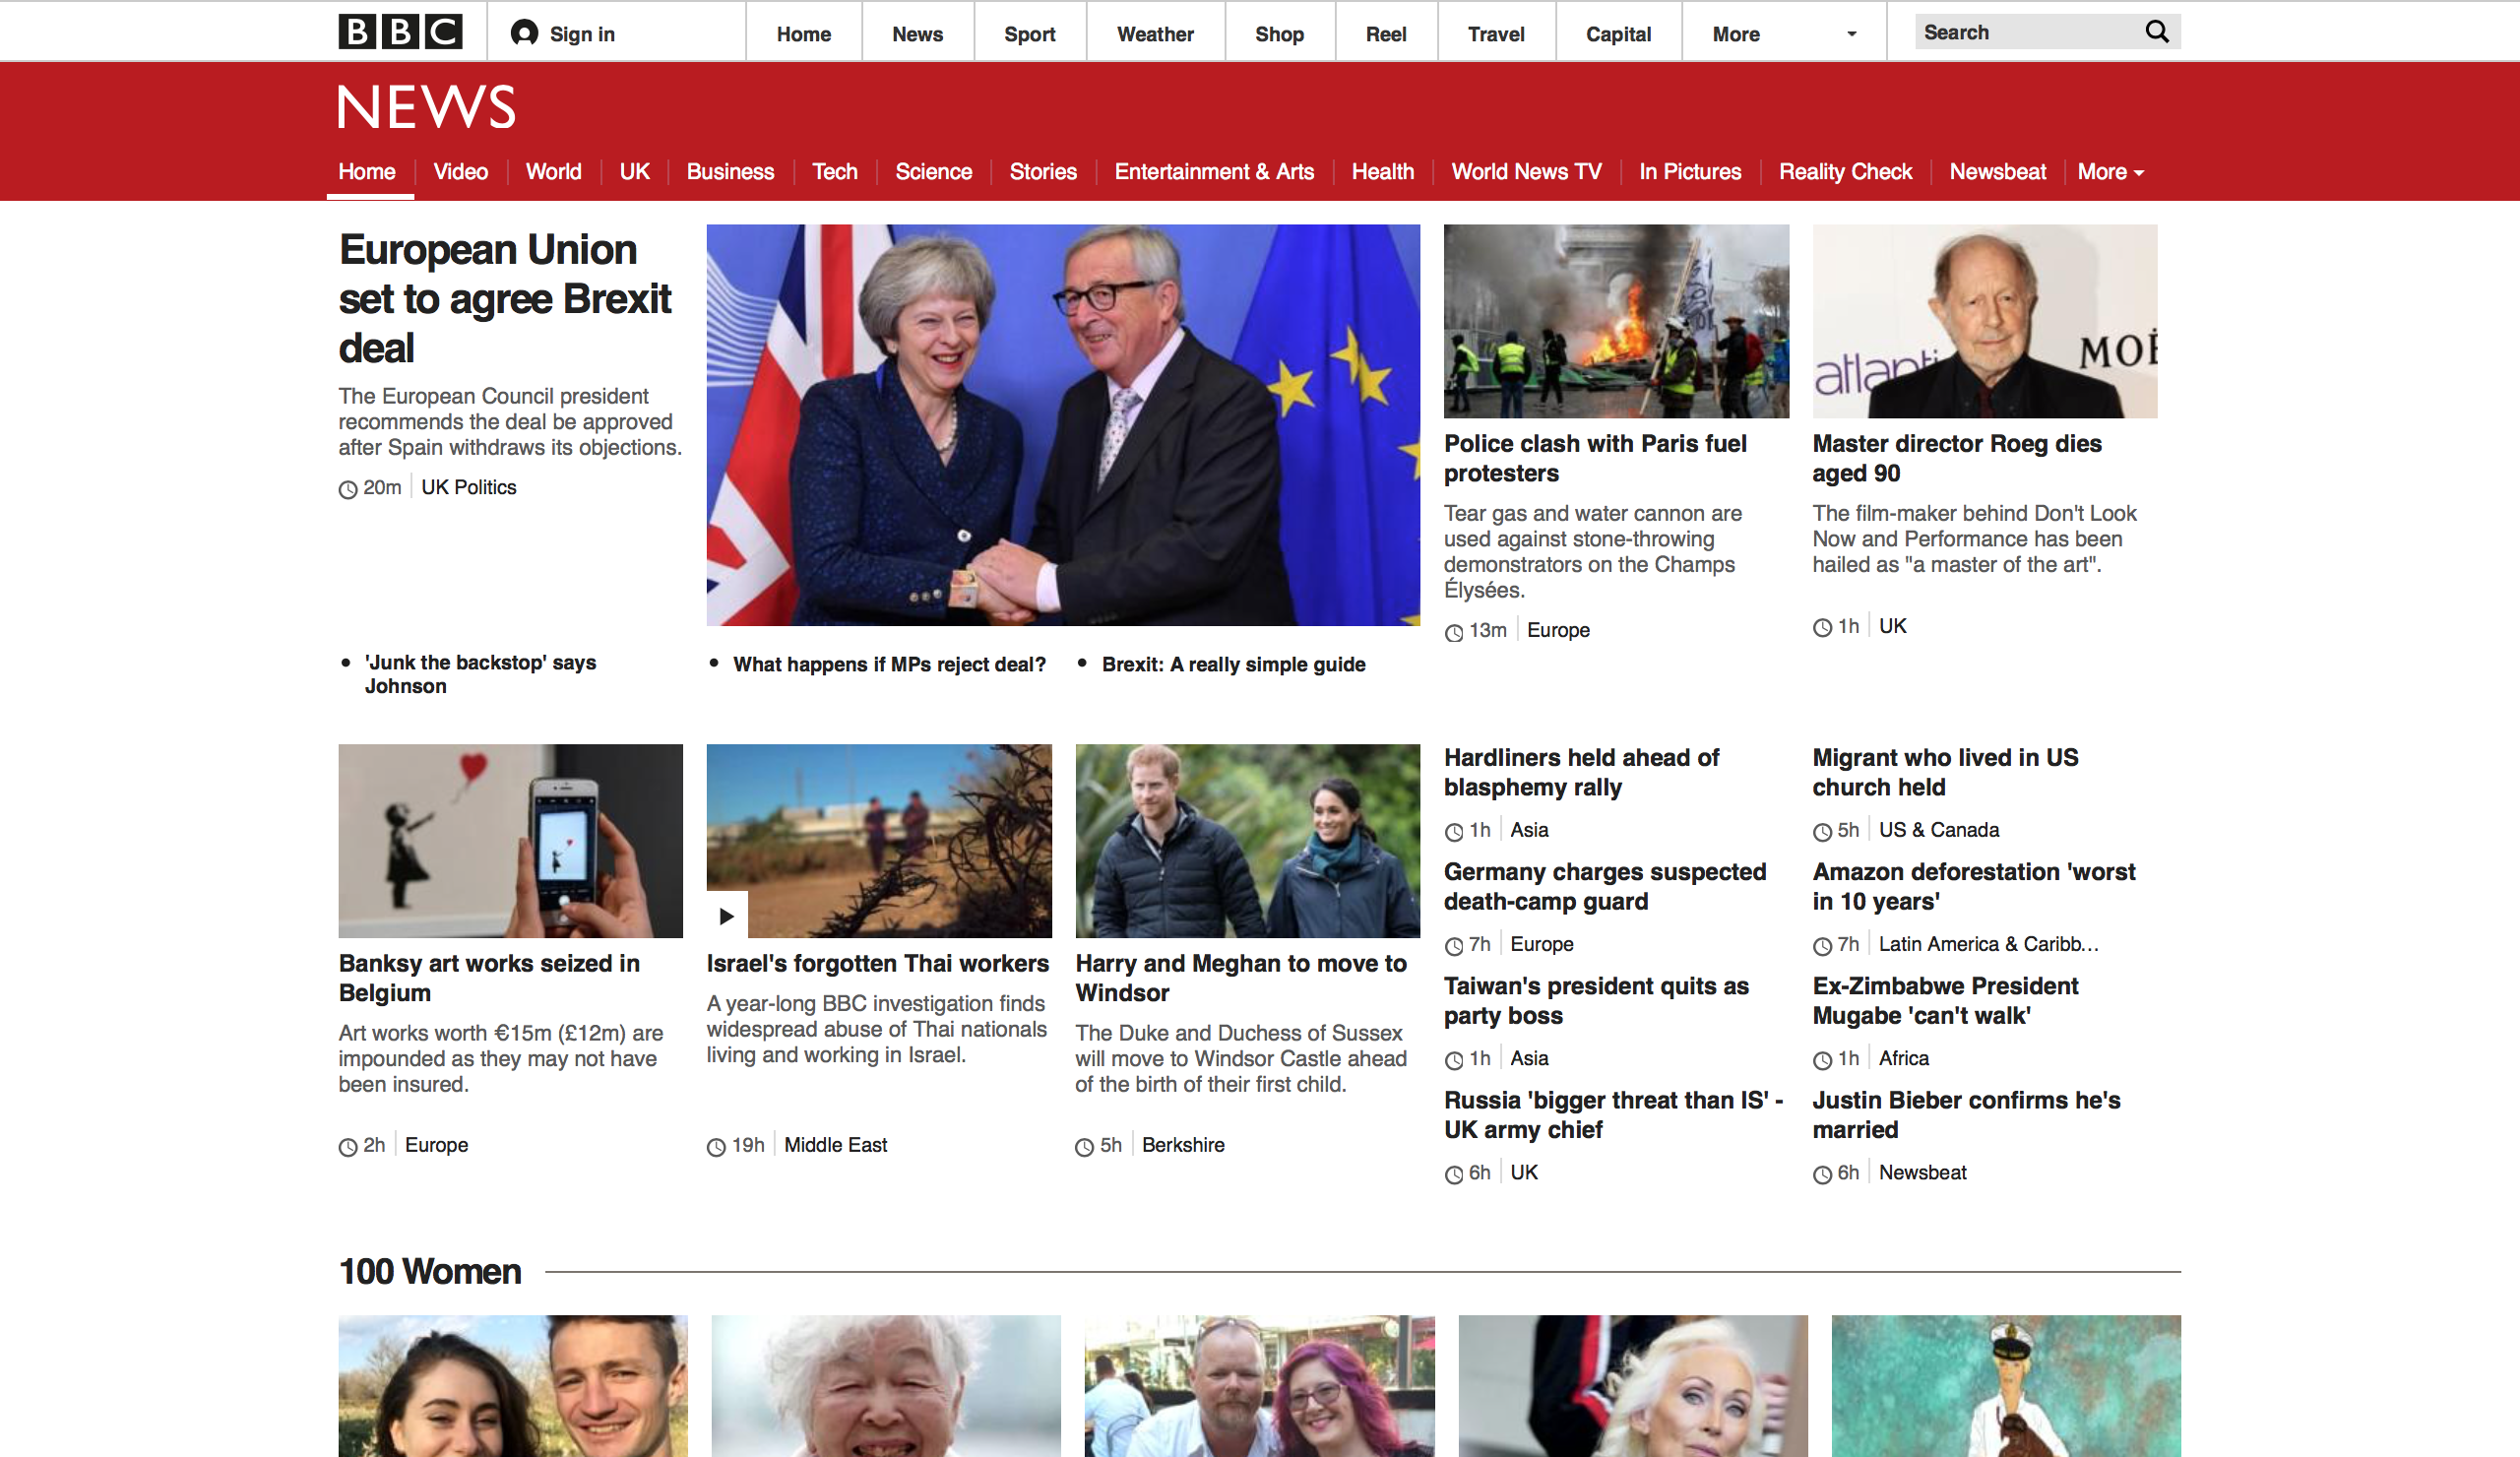 BBC
Sign in
Home
News
Sport
Weather
Shop
Reel
Travel
Capital
More
Search
NEWS
Home
Video
World
UK
Business
Tech
Science
Stories
Entertainment & Arts
Health
World News TV
In Pictures
Reality Check
Newsbeat
More
European Union
set to agree Brexit
deal
The European Council president
recommends the deal be approved
after Spain withdraws its objections.
20m
UK Politics
'Junk the backstop' says
Johnson
What happens if MPs reject deal?
Brexit: A really simple guide
Police clash with Paris fuel
protesters
Tear gas and water cannon are
used against stone-throwing
demonstrators on the Champs
Élysées.
13m
Europe
atlanti
MOË
Master director Roeg dies
aged 90
The film-maker behind Don't Look
Now and Performance has been
hailed as "a master of the art".
1h
UK
Banksy art works seized in
Belgium
Art works worth €15m (£12m) are
impounded as they may not have
been insured.
2h
Europe
Israel's forgotten Thai workers
A year-long BBC investigation finds
widespread abuse of Thai nationals
living and working in Israel.
19h
Middle East
Harry and Meghan to move to
Windsor
The Duke and Duchess of Sussex
will move to Windsor Castle ahead
of the birth of their first child.
5h
Berkshire
Hardliners held ahead of
blasphemy rally
1h
Asia
Germany charges suspected
death-camp guard
7h
Europe
Taiwan's president quits as
party boss
1h
Asia
Russia 'bigger threat than IS' -
UK army chief
6h
UK
Migrant who lived in US
church held
5h
US & Canada
Amazon deforestation 'worst
in 10 years'
7h
Latin America & Caribb…
Ex-Zimbabwe President
Mugabe 'can't walk'
1h
Africa
Justin Bieber confirms he's
married
6h
Newsbeat
100 Women